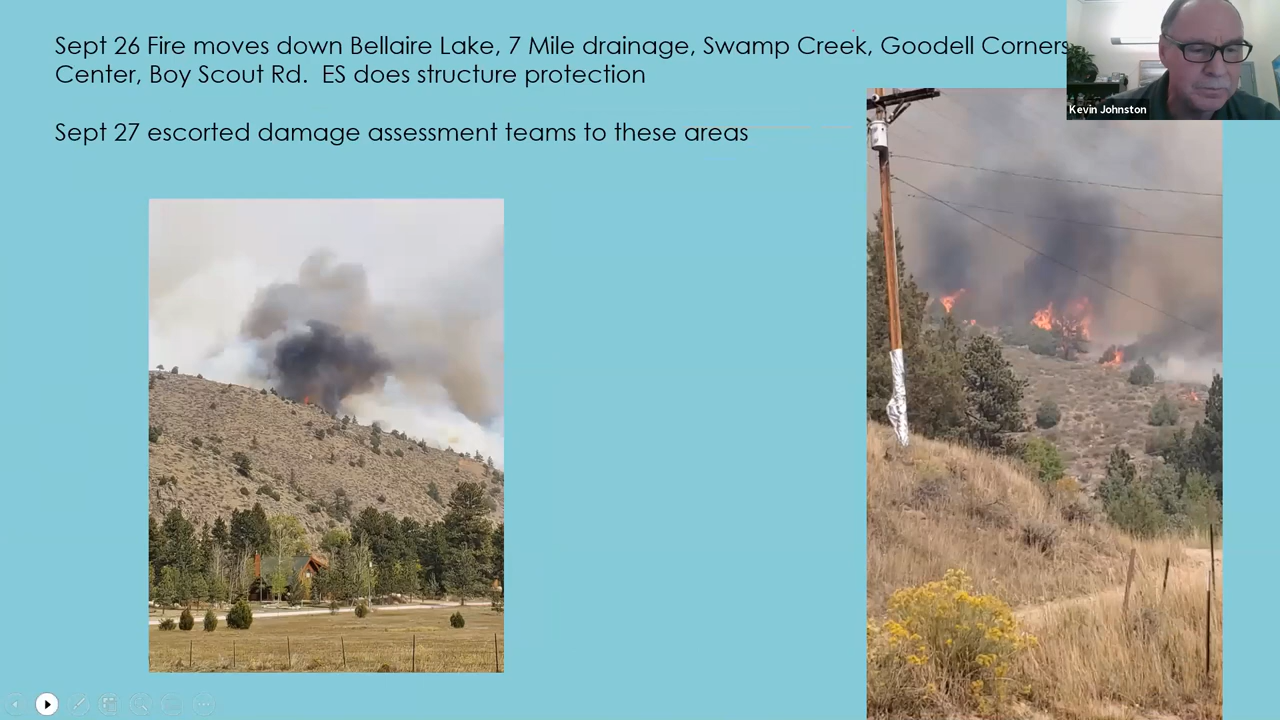 Sept 26 Fire moves down Bellaire Lake, 7 Mile drainage, Swamp Creek, Goodell Corners
Center, Boy Scout Rd. ES does structure protection
Sept 27 escorted damage assessment teams to these areas
Kevin Johnston